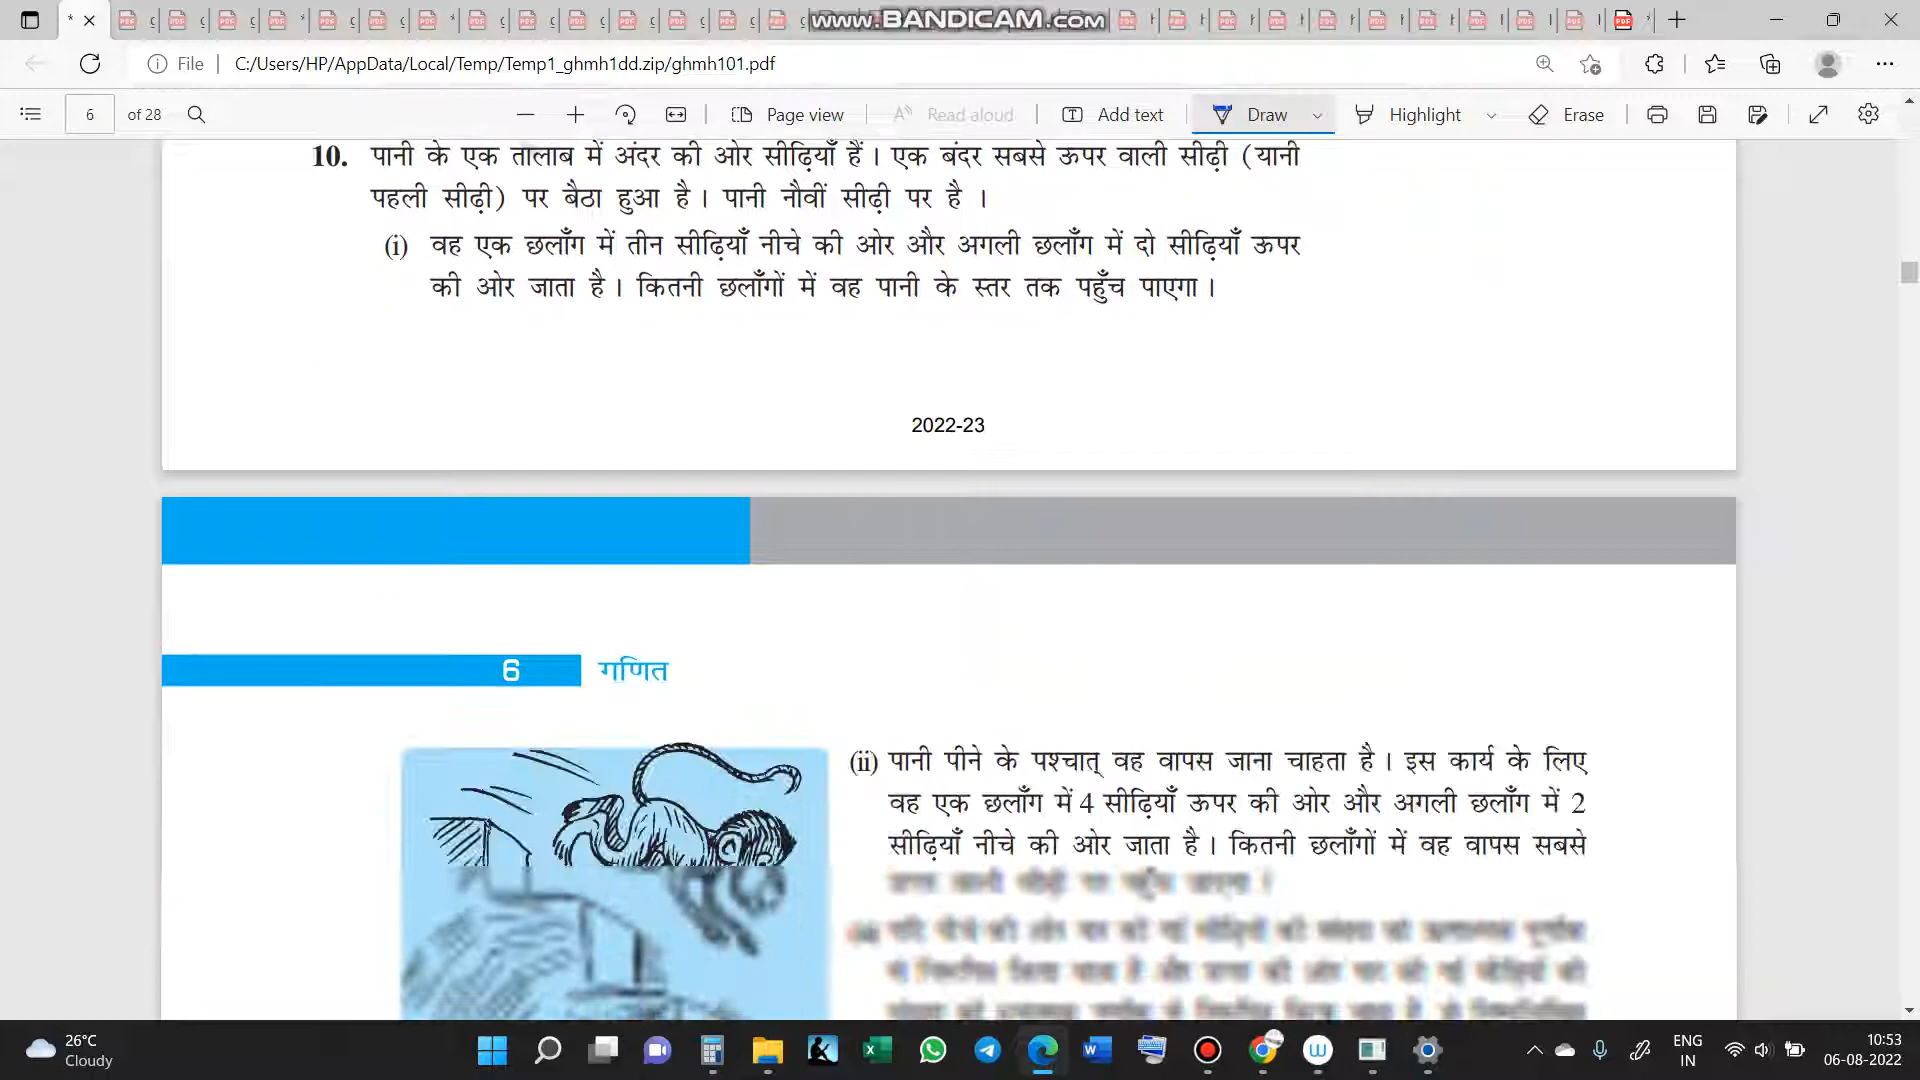 WWW.BANDICAM.COM
File C:/Users/HP/AppData/Local/Temp/Temp1_ghmh1dd.zip/ghmh101.pdf
6 of 28 Page view Read aloud Add text Draw Highlight Erase
10. पानी के एक तालाब में अंदर की ओर सीढ़ियाँ हैं। एक बंदर सबसे ऊपर वाली सीढ़ी (यानी
पहली सीढ़ी) पर बैठा हुआ है। पानी नौवीं सीढ़ी पर है ।
(i) वह एक छलाँग में तीन सीढ़ियाँ नीचे की ओर और अगली छलाँग में दो सीढ़ियाँ ऊपर
की ओर जाता है। कितनी छलाँगों में वह पानी के स्तर तक पहुँच पाएगा।
2022-23
6 गणित
(ii) पानी पीने के पश्चात् वह वापस जाना चाहता है। इस कार्य के लिए
वह एक छलाँग में 4 सीढ़ियाँ ऊपर की ओर और अगली छलाँग में 2
सीढ़ियाँ नीचे की ओर जाता है। कितनी छलाँगों में वह वापस सबसे
26°C
Cloudy
ENG
IN
10:53
06-08-2022